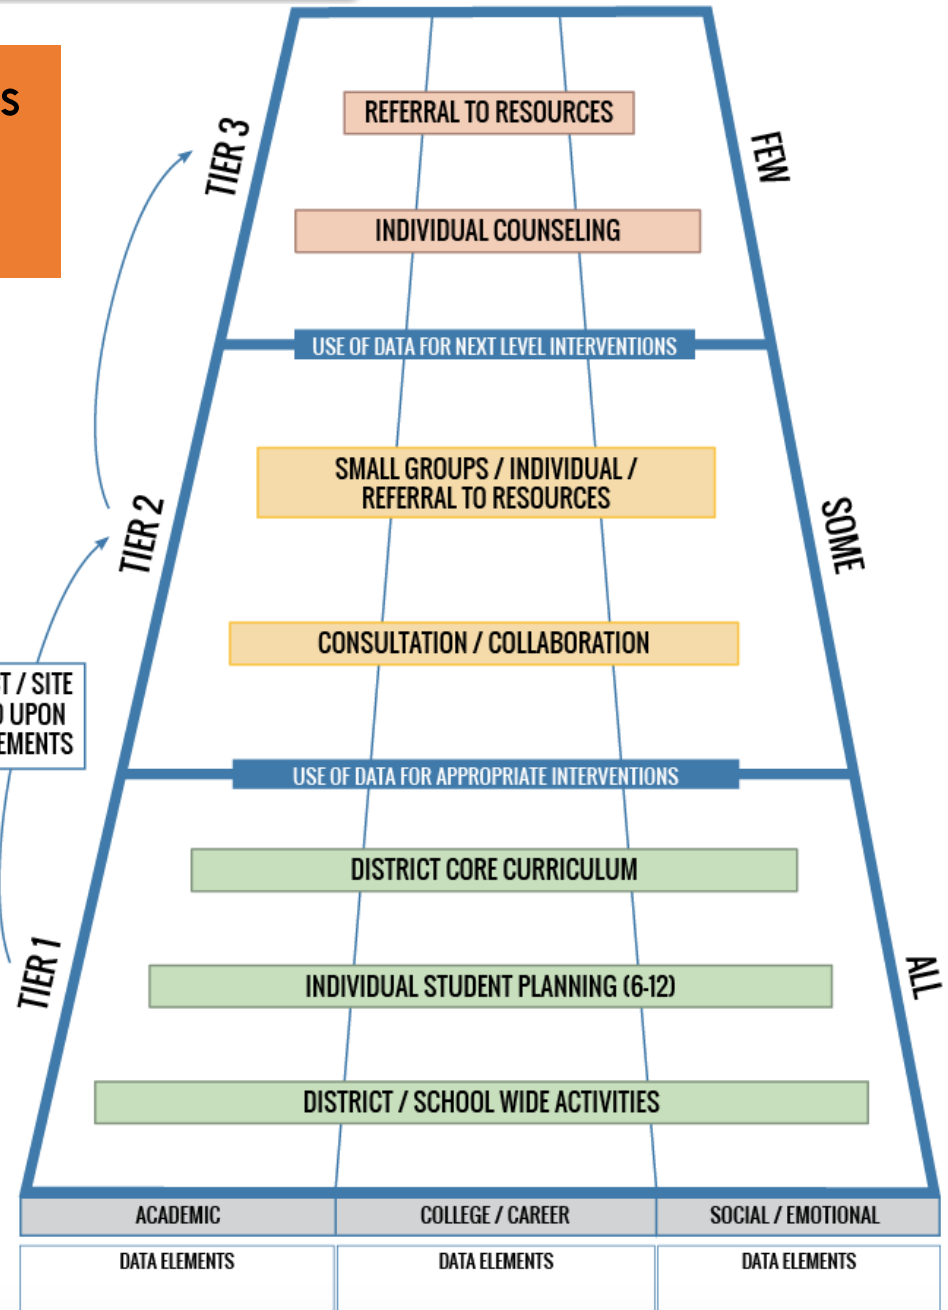 S
TIER 3
REFERRAL TO RESOURCES
FEW
INDIVIDUAL COUNSELING
USE OF DATA FOR NEXT LEVEL INTERVENTIONS
SMALL GROUPS / INDIVIDUAL /
REFERRAL TO RESOURCES
TIER 2
SOME
CONSULTATION / COLLABORATION
T / SITE
D UPON
EMENTS
USE OF DATA FOR APPROPRIATE INTERVENTIONS
DISTRICT CORE CURRICULUM
TIER 1
INDIVIDUAL STUDENT PLANNING (6-12)
ALL
DISTRICT / SCHOOL WIDE ACTIVITIES
ACADEMIC
COLLEGE / CAREER
SOCIAL / EMOTIONAL
DATA ELEMENTS
DATA ELEMENTS
DATA ELEMENTS